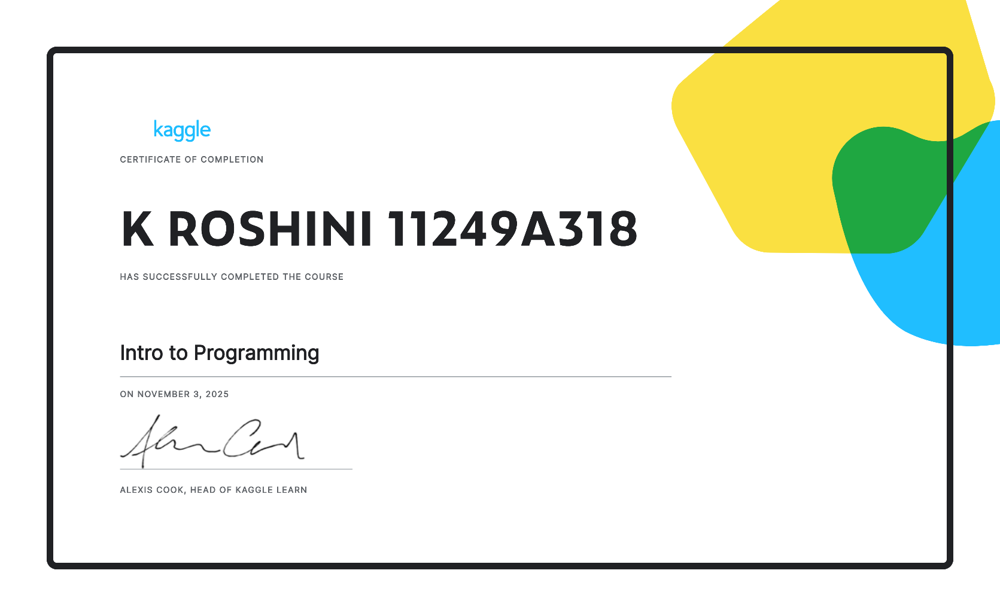 kaggle
CERTIFICATE OF COMPLETION
K ROSHINI 11249A318
HAS SUCCESSFULLY COMPLETED THE COURSE
Intro to Programming
ON NOVEMBER 3, 2025
ALEXIS COOK, HEAD OF KAGGLE LEARN